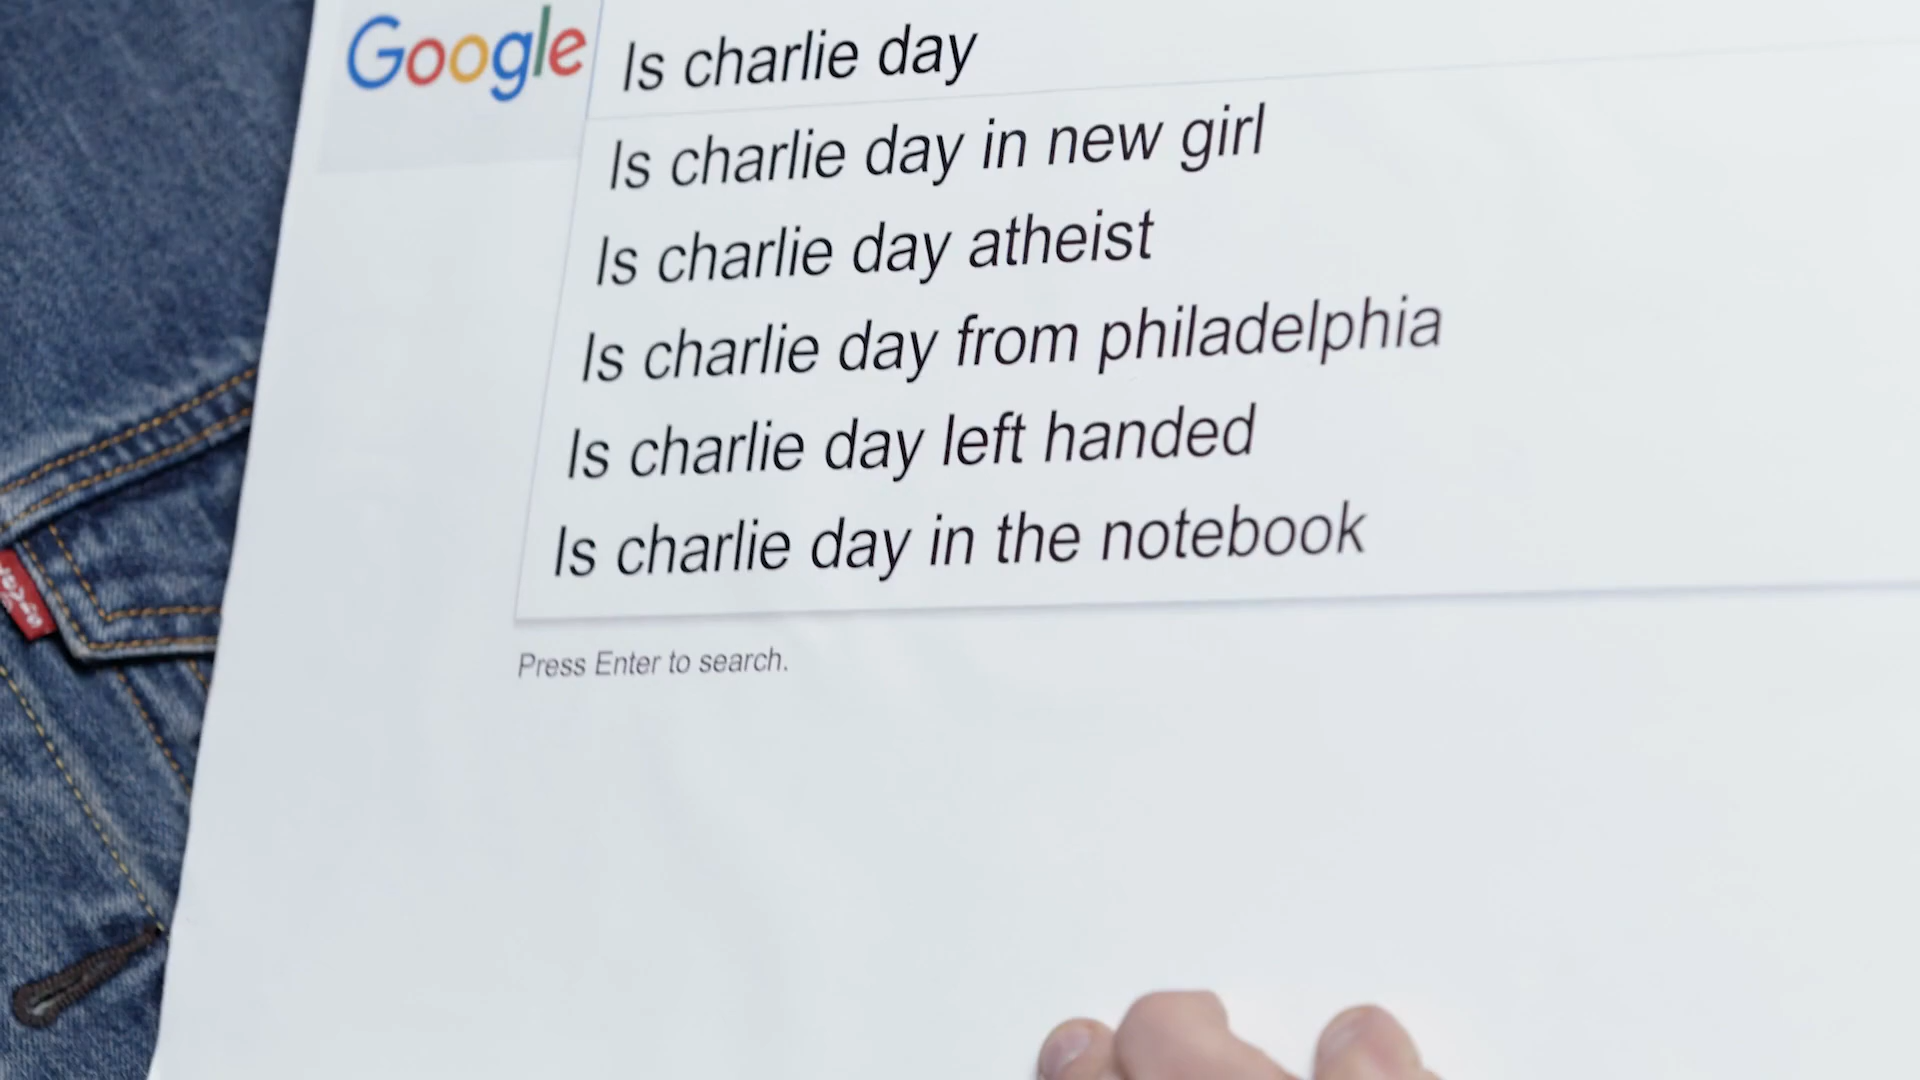 Google
Is charlie day
Is charlie day in new girl
Is charlie day atheist
Is charlie day from philadelphia
Is charlie day left handed
Is charlie day in the notebook
Press Enter to search.